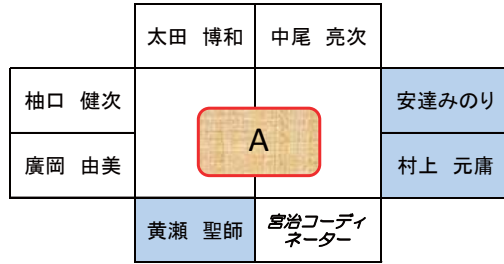 太田 博和 中尾 亮次
柚口 健次 安達みのり
A
廣岡 由美 村上 元庸
黄瀬 聖師 宮治コーディ
ネーター